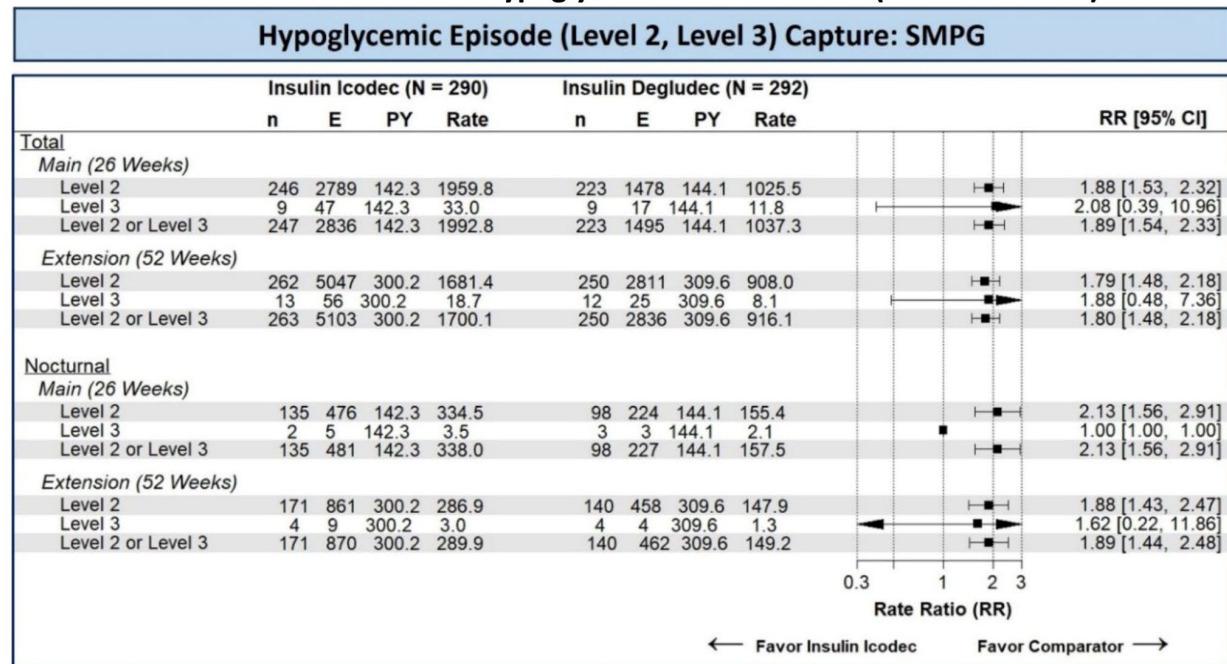 Hypoglycemic Episode (Level 2, Level 3) Capture: SMPG
Insulin Icodec (N = 290) Insulin Degludec (N = 292)
n E PY Rate n E PY Rate RR [95% CI]
Total
Main (26 Weeks)
Level 2 246 2789 142.3 1959.8 223 1478 144.1 1025.5 1.88 [1.53, 2.32]
Level 3 9 47 142.3 33.0 9 17 144.1 11.8 2.08 [0.39, 10.96]
Level 2 or Level 3 247 2836 142.3 1992.8 223 1495 144.1 1037.3 1.89 [1.54, 2.33]
Extension (52 Weeks)
Level 2 262 5047 300.2 1681.4 250 2811 309.6 908.0 1.79 [1.48, 2.18]
Level 3 13 56 300.2 18.7 12 25 309.6 8.1 1.88 [0.48, 7.36]
Level 2 or Level 3 263 5103 300.2 1700.1 250 2836 309.6 916.1 1.80 [1.48, 2.18]
Nocturnal
Main (26 Weeks)
Level 2 135 476 142.3 334.5 98 224 144.1 155.4 2.13 [1.56, 2.91]
Level 3 2 5 142.3 3.5 3 3 144.1 2.1 1.00 [1.00, 1.00]
Level 2 or Level 3 135 481 142.3 338.0 98 227 144.1 157.5 2.13 [1.56, 2.91]
Extension (52 Weeks)
Level 2 171 861 300.2 286.9 140 458 309.6 147.9 1.88 [1.43, 2.47]
Level 3 4 9 300.2 3.0 4 4 309.6 1.3 1.62 [0.22, 11.86]
Level 2 or Level 3 171 870 300.2 289.9 140 462 309.6 149.2 1.89 [1.44, 2.48]
0.3 1 2 3
Rate Ratio (RR)
← Favor Insulin Icodec Favor Comparator →